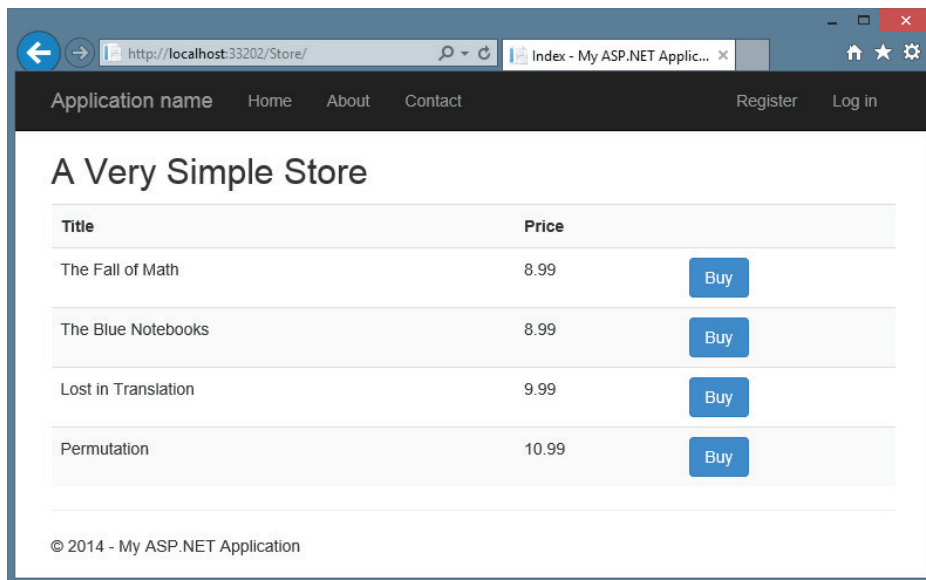 http://localhost:33202/Store/ Index - My ASP.NET Applic...
Application name Home About Contact Register Log in
A Very Simple Store
Title Price
The Fall of Math 8.99 Buy
The Blue Notebooks 8.99 Buy
Lost in Translation 9.99 Buy
Permutation 10.99 Buy
© 2014 - My ASP.NET Application